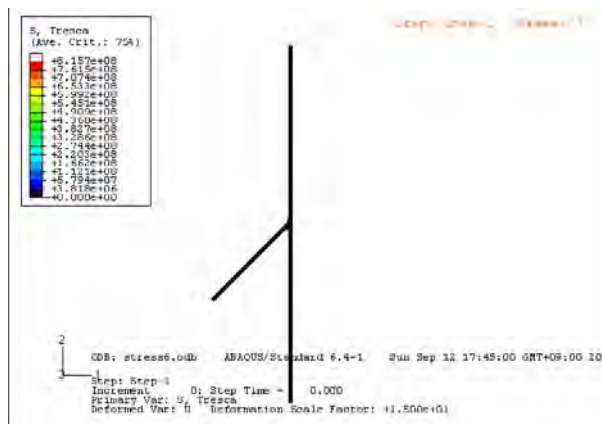 S, Tresca
(Ave. Crit.: 75%)
+8.157e+08
+7.615e+08
+7.074e+08
+6.533e+08
+5.992e+08
+5.451e+08
+4.909e+08
+4.368e+08
+3.827e+08
+3.286e+08
+2.744e+08
+2.203e+08
+1.662e+08
+1.121e+08
+5.794e+07
+3.818e+06
+0.000e+00
2
3 1
ODB: stress6.odb ABAQUS/Standard 6.4-1 Sun Sep 12 17:45:00 GMT+08:00 20
Step: Step-1
Increment 0: Step Time = 0.000
Primary Var: S, Tresca
Deformed Var: U Deformation Scale Factor: +1.500e+01